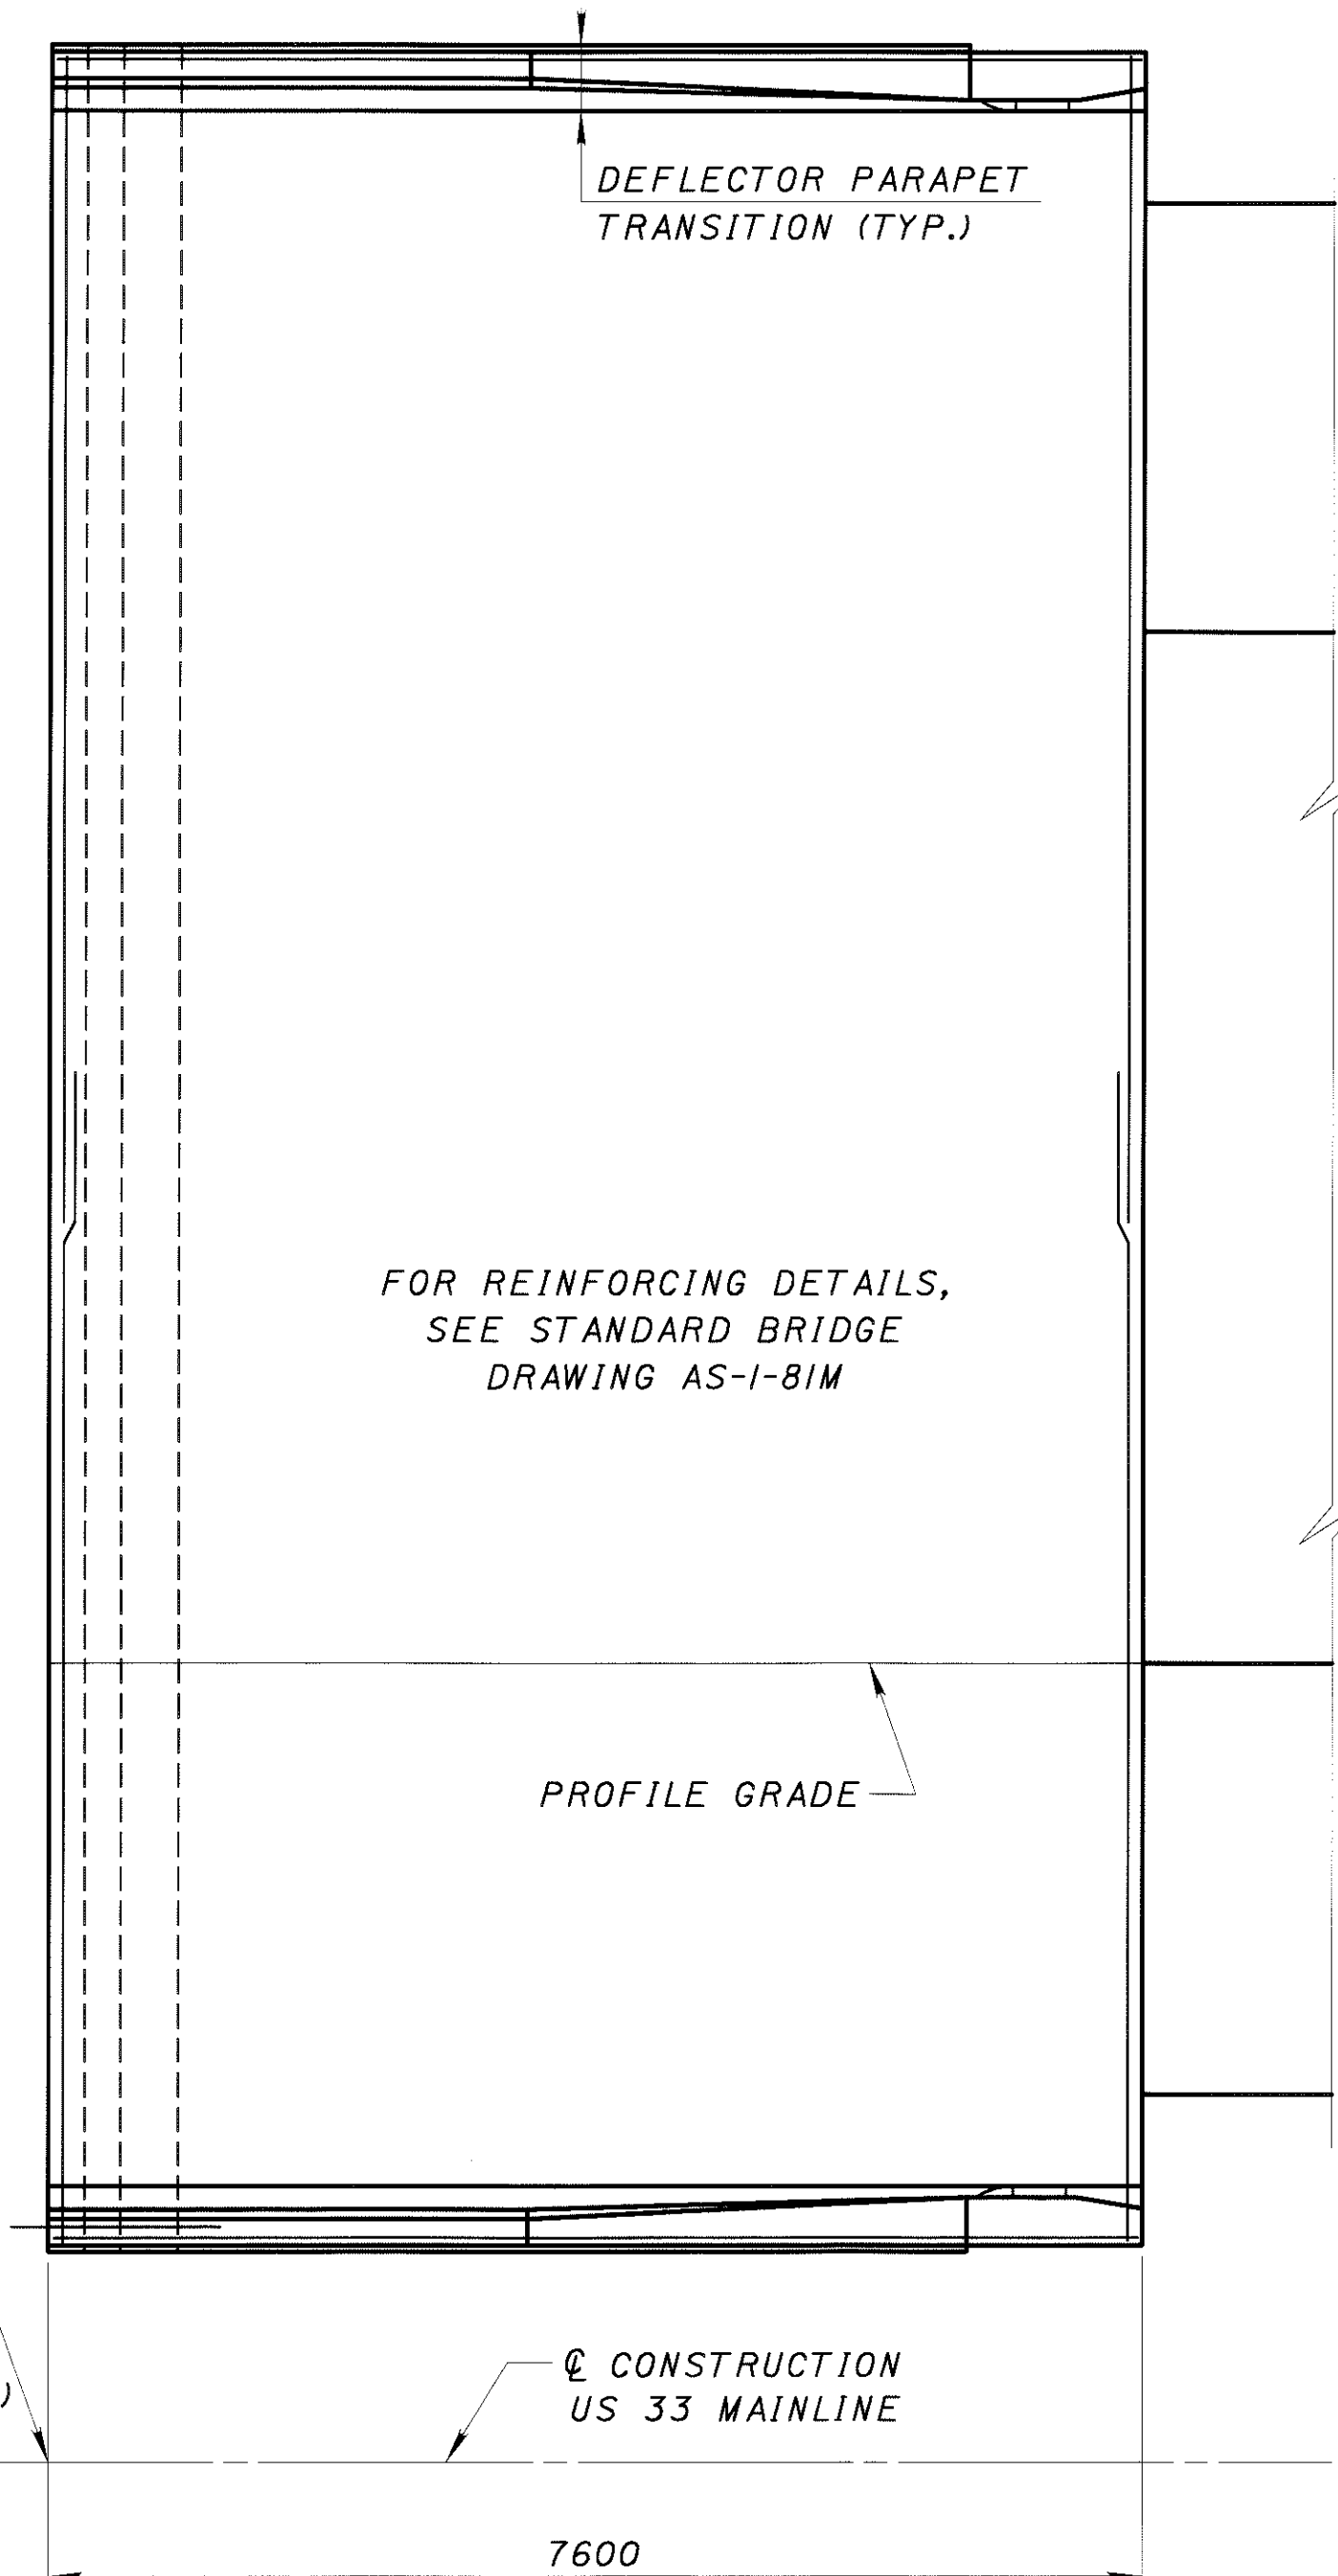 DEFLECTOR PARAPET
TRANSITION (TYP.)
FOR REINFORCING DETAILS,
SEE STANDARD BRIDGE
DRAWING AS-1-81M
PROFILE GRADE
℄ CONSTRUCTION
US 33 MAINLINE
)
7600